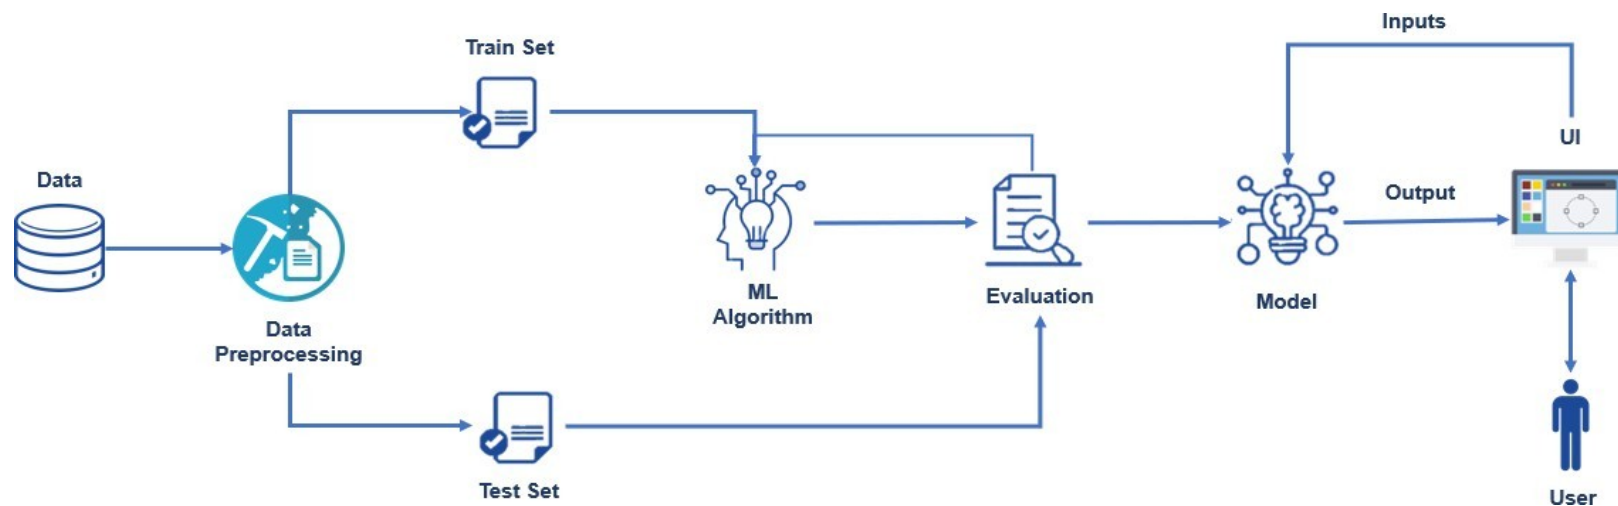 Inputs
Train Set
UI
Data
Output
ML
Algorithm
Evaluation
Model
Data
Preprocessing
Test Set
User